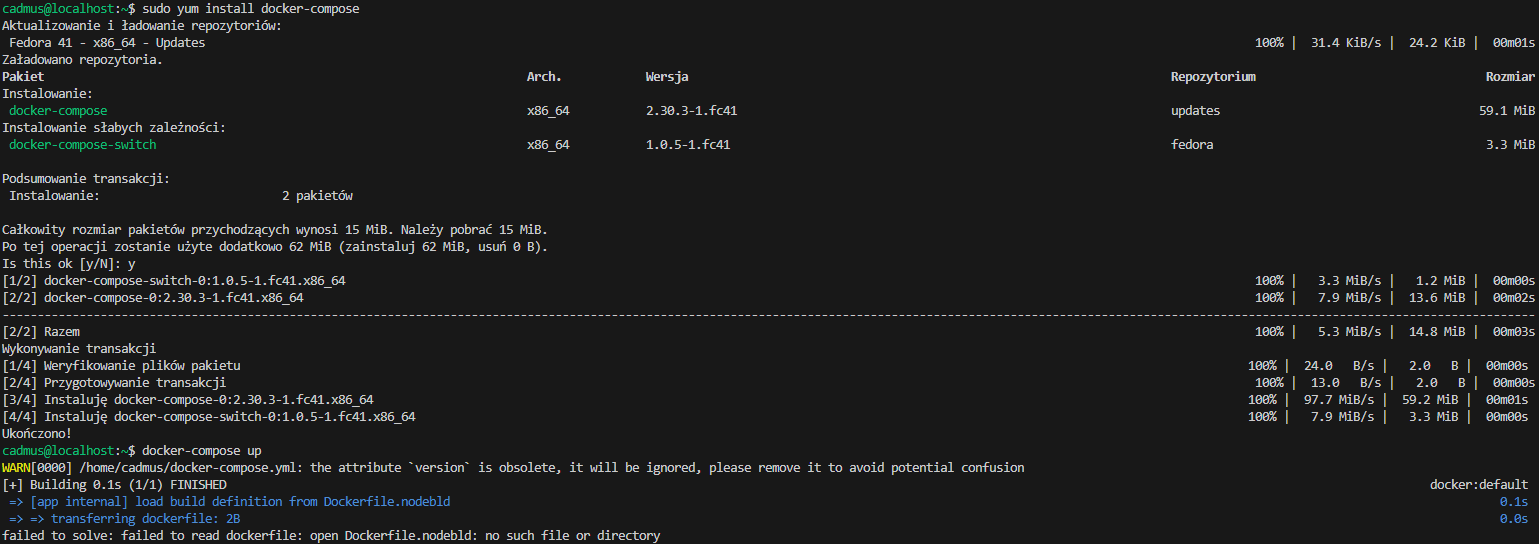 cadmus@localhost:~$ sudo yum install docker-compose
Aktualizowanie i ładowanie repozytoriów:
 Fedora 41 - x86_64 - Updates 100% | 31.4 KiB/s | 24.2 KiB | 00m01s
Załadowano repozytoria.
Pakiet Arch. Wersja Repozytorium Rozmiar
Instalowanie:
 docker-compose x86_64 2.30.3-1.fc41 updates 59.1 MiB
Instalowanie słabych zależności:
 docker-compose-switch x86_64 1.0.5-1.fc41 fedora 3.3 MiB
Podsumowanie transakcji:
 Instalowanie: 2 pakietów
Całkowity rozmiar pakietów przychodzących wynosi 15 MiB. Należy pobrać 15 MiB.
Po tej operacji zostanie użyte dodatkowo 62 MiB (zainstaluj 62 MiB, usuń 0 B).
Is this ok [y/N]: y
[1/2] docker-compose-switch-0:1.0.5-1.fc41.x86_64 100% | 3.3 MiB/s | 1.2 MiB | 00m00s
[2/2] docker-compose-0:2.30.3-1.fc41.x86_64 100% | 7.9 MiB/s | 13.6 MiB | 00m02s
[2/2] Razem 100% | 5.3 MiB/s | 14.8 MiB | 00m03s
Wykonywanie transakcji
[1/4] Weryfikowanie plików pakietu 100% | 24.0 B/s | 2.0 B | 00m00s
[2/4] Przygotowywanie transakcji 100% | 13.0 B/s | 2.0 B | 00m00s
[3/4] Instaluję docker-compose-0:2.30.3-1.fc41.x86_64 100% | 97.7 MiB/s | 59.2 MiB | 00m01s
[4/4] Instaluję docker-compose-switch-0:1.0.5-1.fc41.x86_64 100% | 7.9 MiB/s | 3.3 MiB | 00m00s
Ukończono!
cadmus@localhost:~$ docker-compose up
WARN[0000] /home/cadmus/docker-compose.yml: the attribute `version` is obsolete, it will be ignored, please remove it to avoid potential confusion
[+] Building 0.1s (1/1) FINISHED docker:default
 => [app internal] load build definition from Dockerfile.nodebld 0.1s
 => => transferring dockerfile: 2B 0.0s
failed to solve: failed to read dockerfile: open Dockerfile.nodebld: no such file or directory